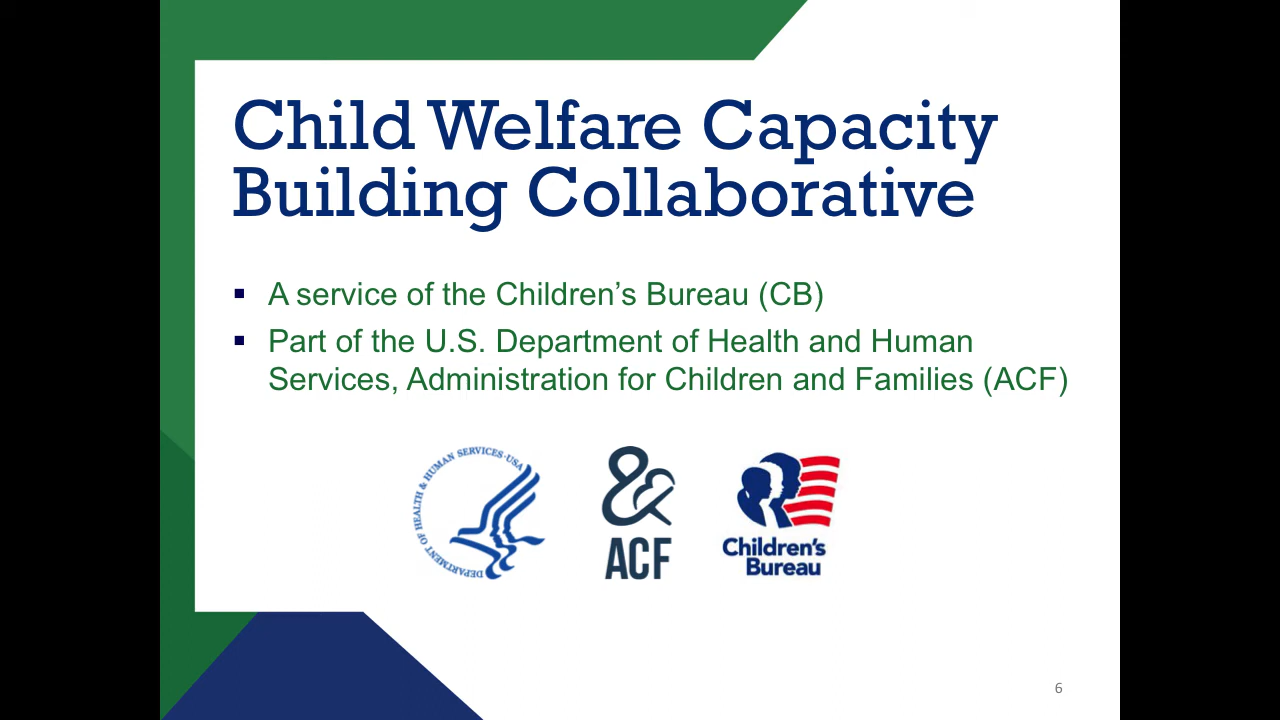 Child Welfare Capacity
Building Collaborative
▪ A service of the Children’s Bureau (CB)
▪ Part of the U.S. Department of Health and Human
Services, Administration for Children and Families (ACF)
DEPARTMENT OF HEALTH & HUMAN SERVICES·USA
&
ACF
Children's
Bureau
6